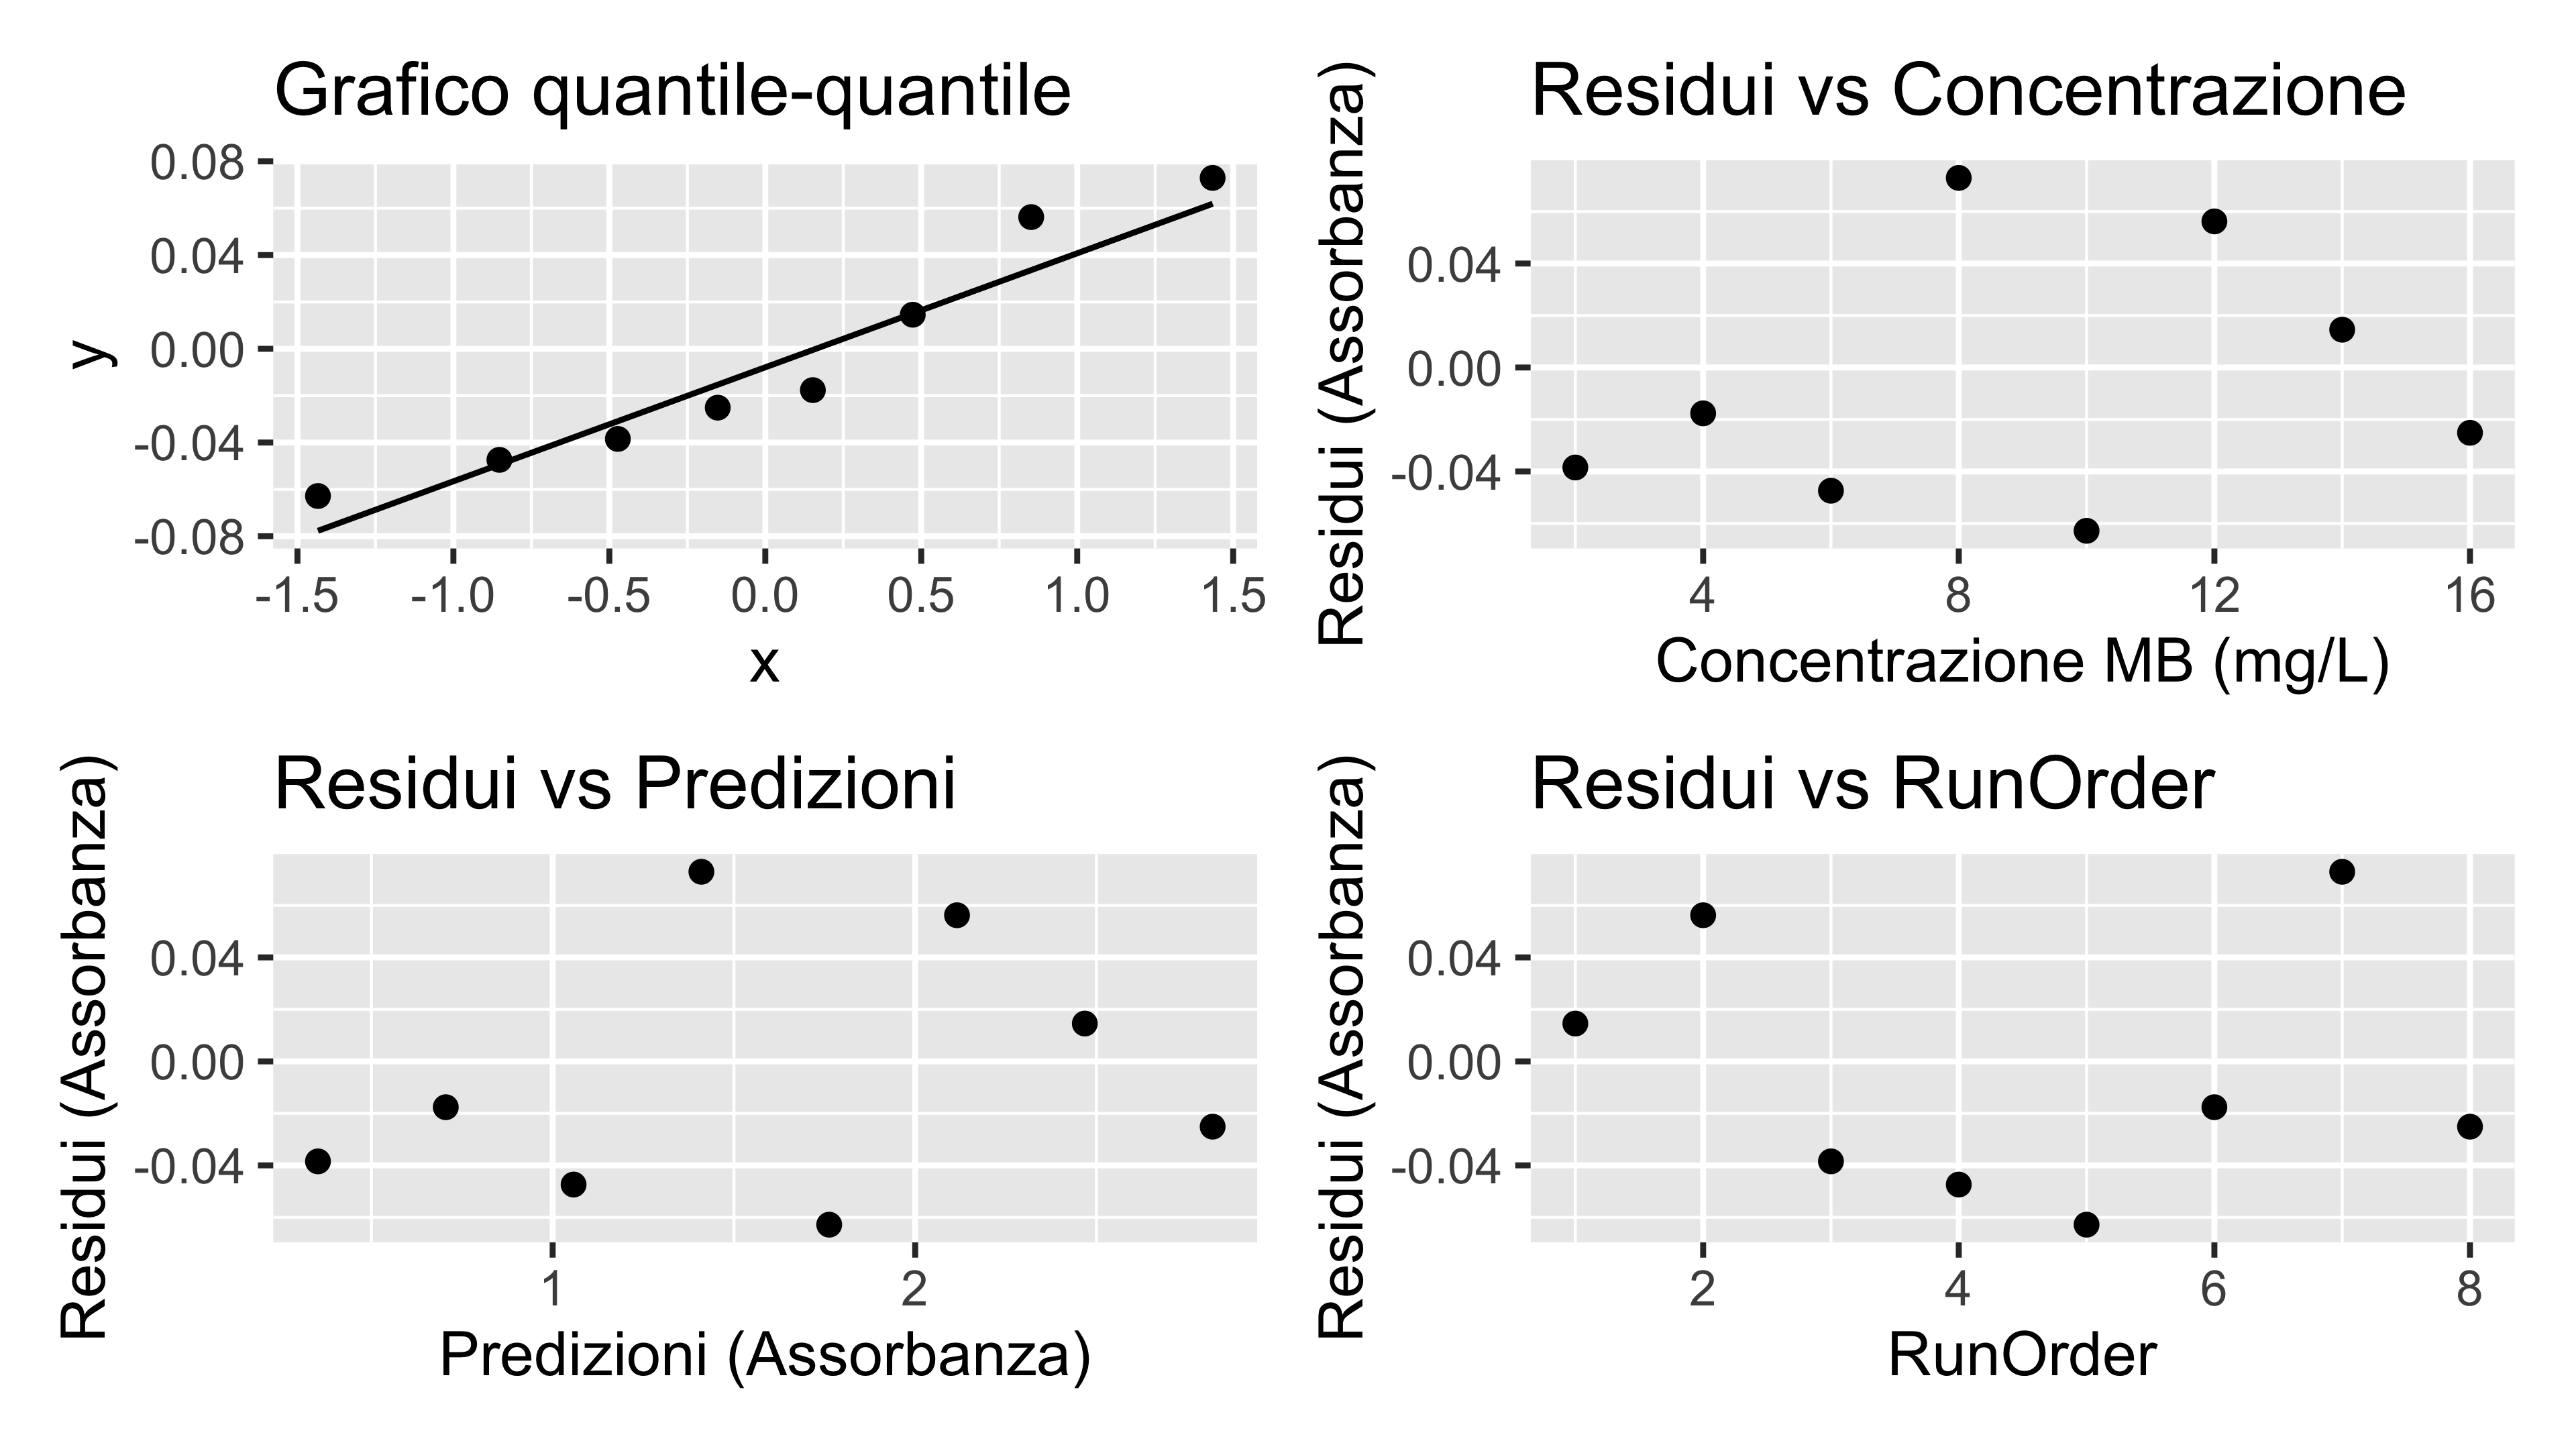 Grafico quantile-quantile
y
0.08
0.04
0.00
-0.04
-0.08
-1.5 -1.0 -0.5 0.0 0.5 1.0 1.5
x
Residui vs Concentrazione
Residui (Assorbanza)
0.04
0.00
-0.04
4 8 12 16
Concentrazione MB (mg/L)
Residui vs Predizioni
Residui (Assorbanza)
0.04
0.00
-0.04
1 2
Predizioni (Assorbanza)
Residui vs RunOrder
Residui (Assorbanza)
0.04
0.00
-0.04
2 4 6 8
RunOrder